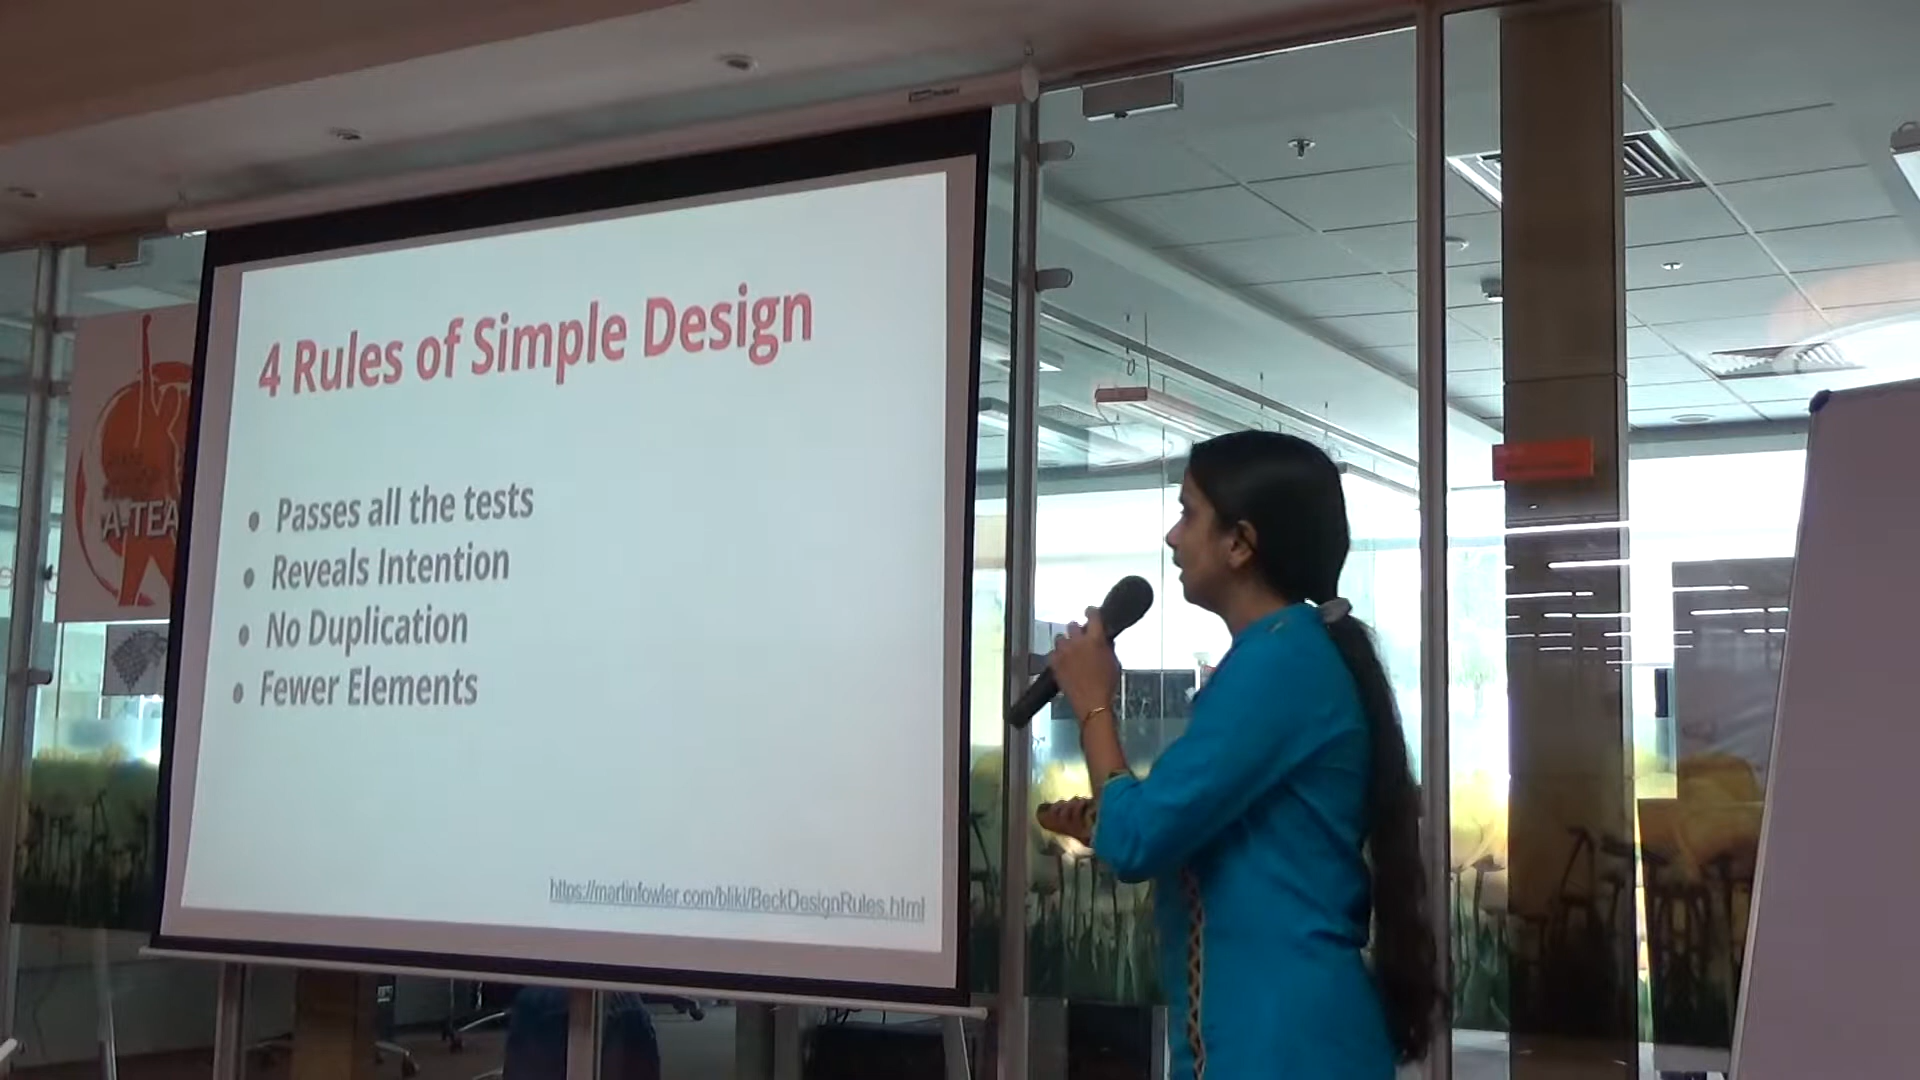 4 Rules of Simple Design
Passes all the tests
Reveals Intention
No Duplication
Fewer Elements
https://martinfowler.com/bliki/BeckDesignRules.html
A-TEA